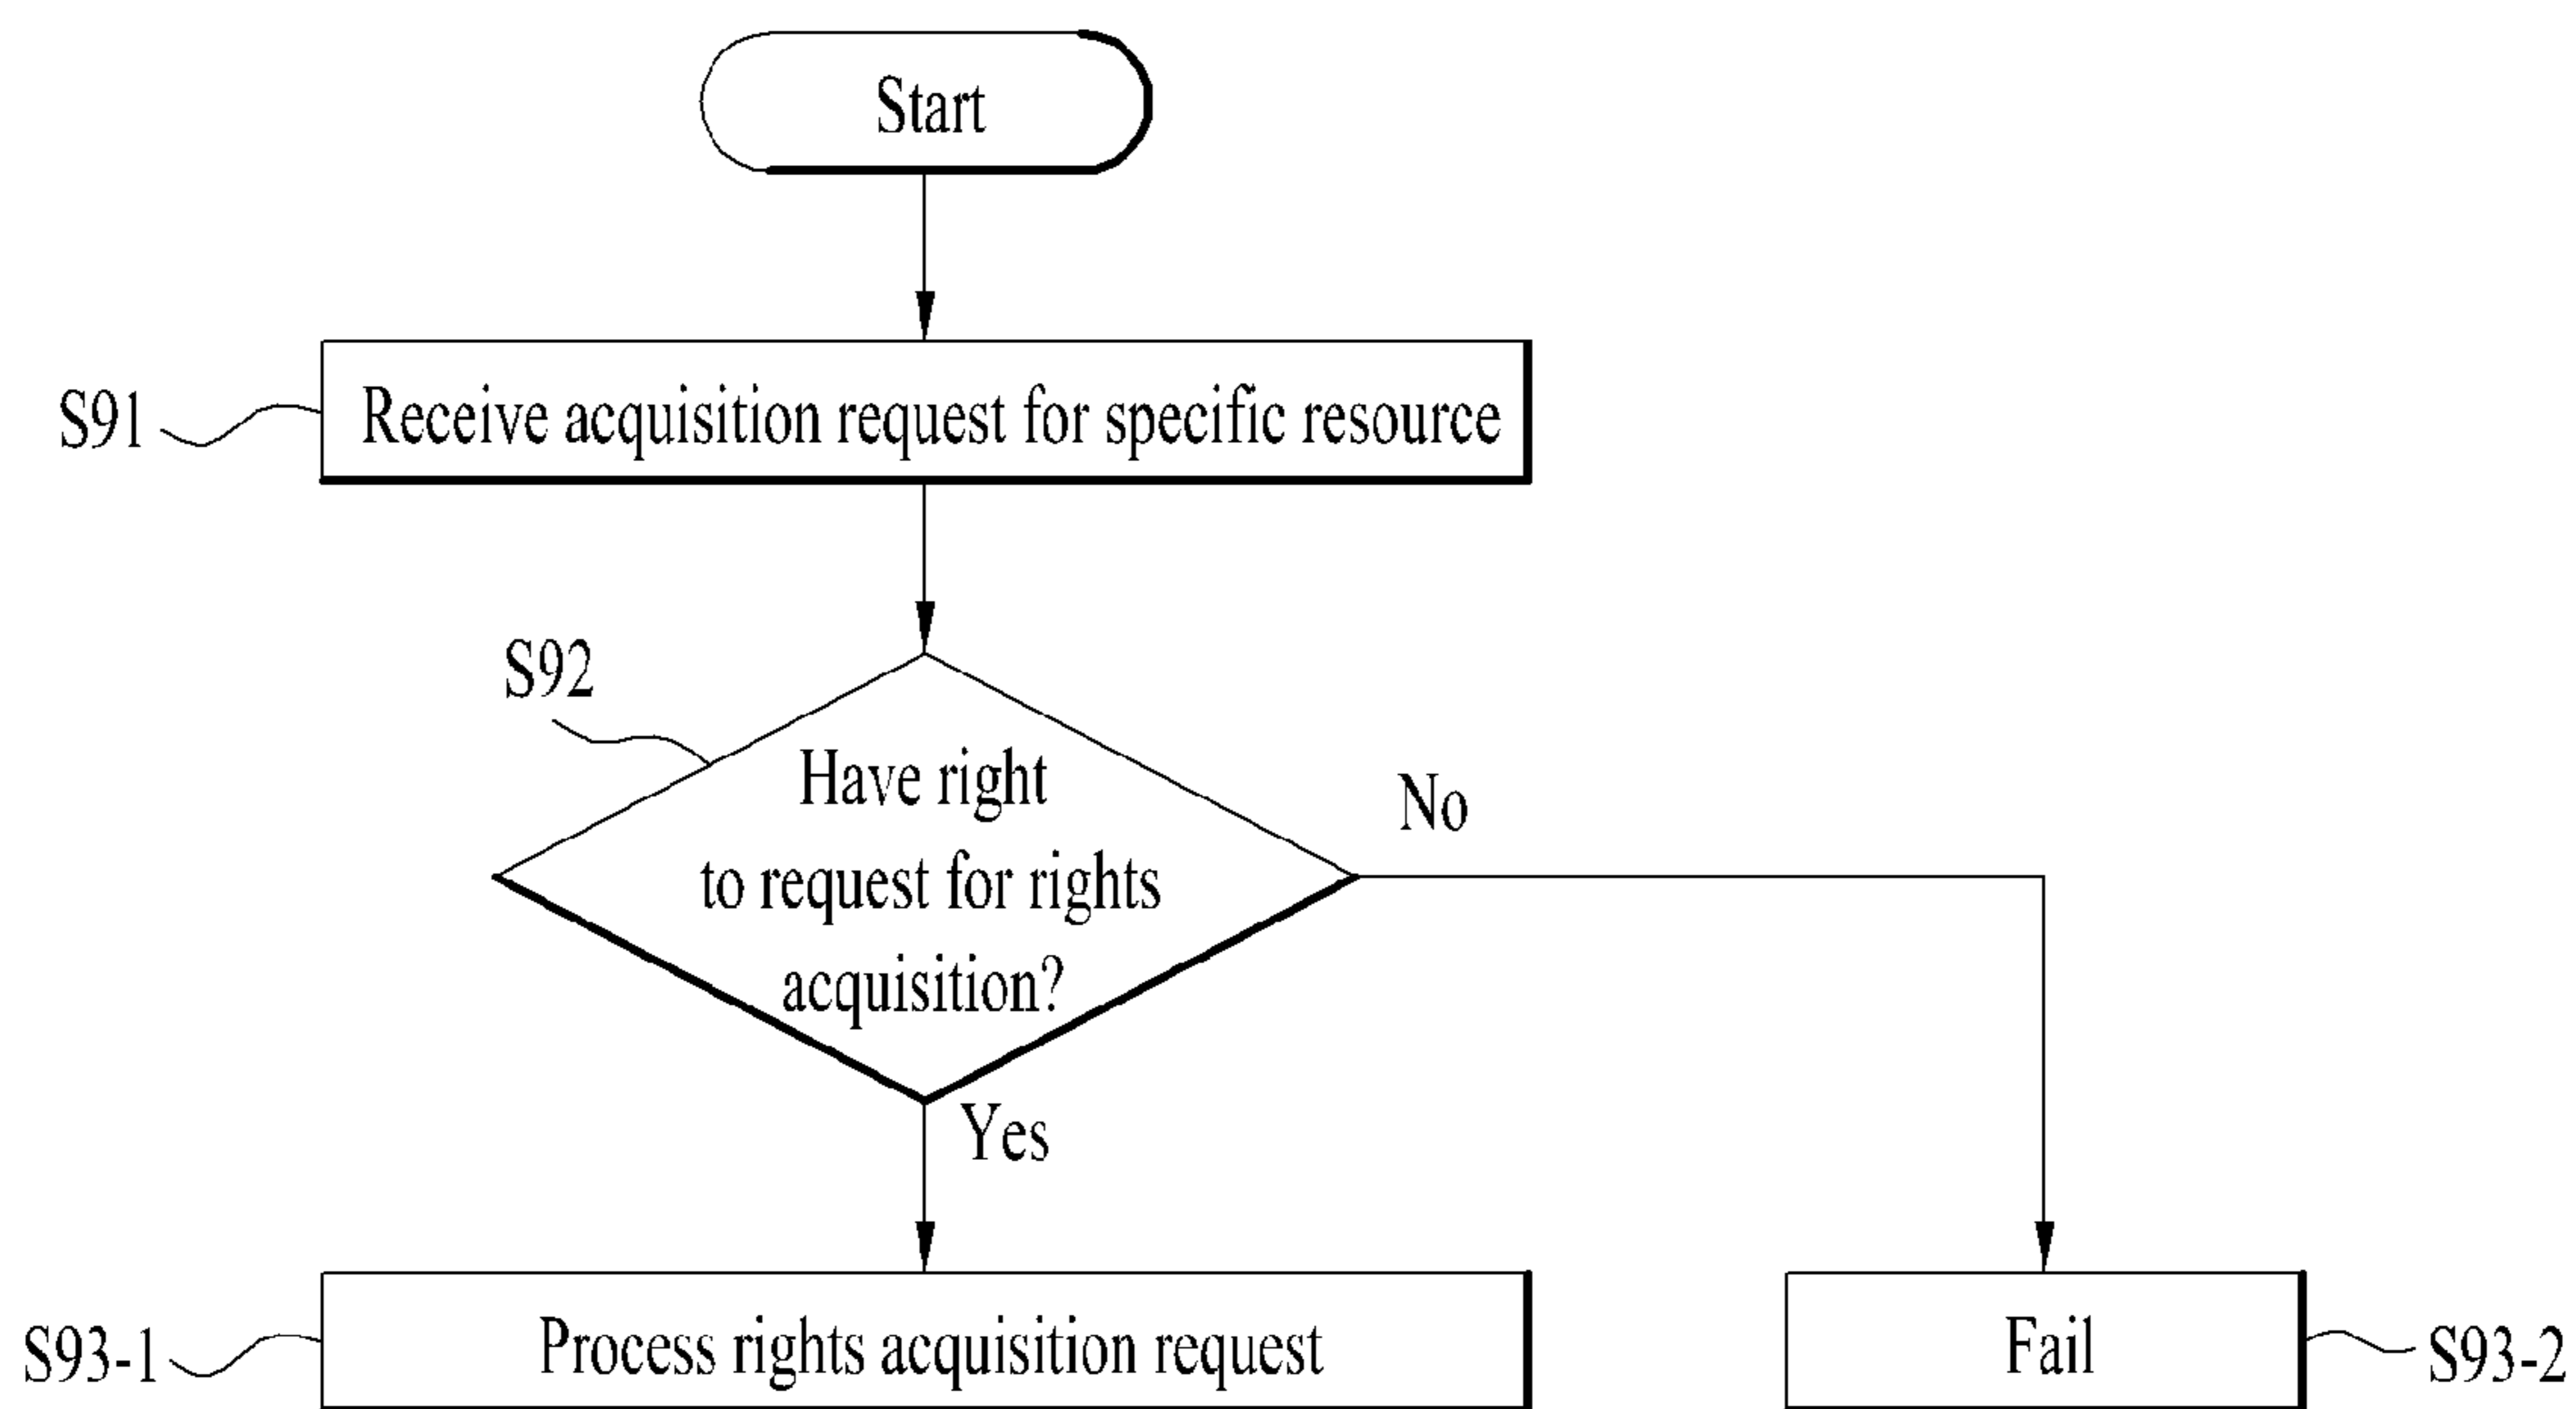 Start
S91
Receive acquisition request for specific resource
S92
Have right
to request for rights
acquisition?
No
Yes
S93-1
Process rights acquisition request
Fail
S93-2